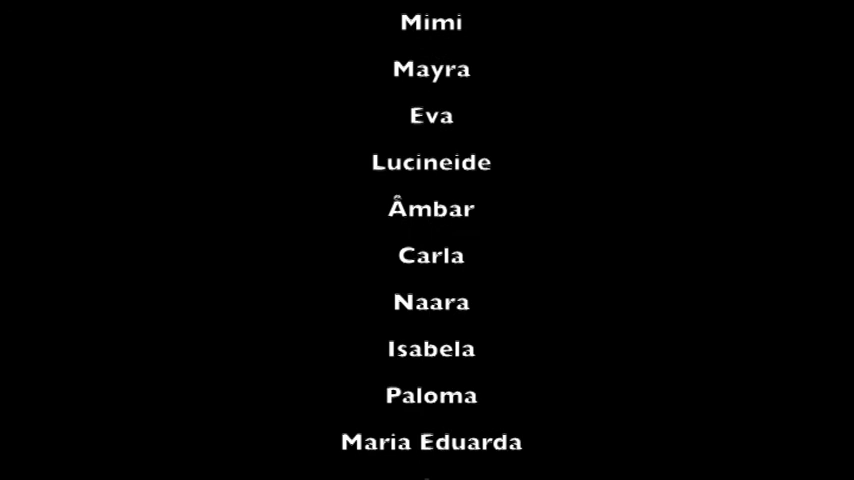 Mimi
Mayra
Eva
Lucineide
Âmbar
Carla
Naara
Isabela
Paloma
Maria Eduarda